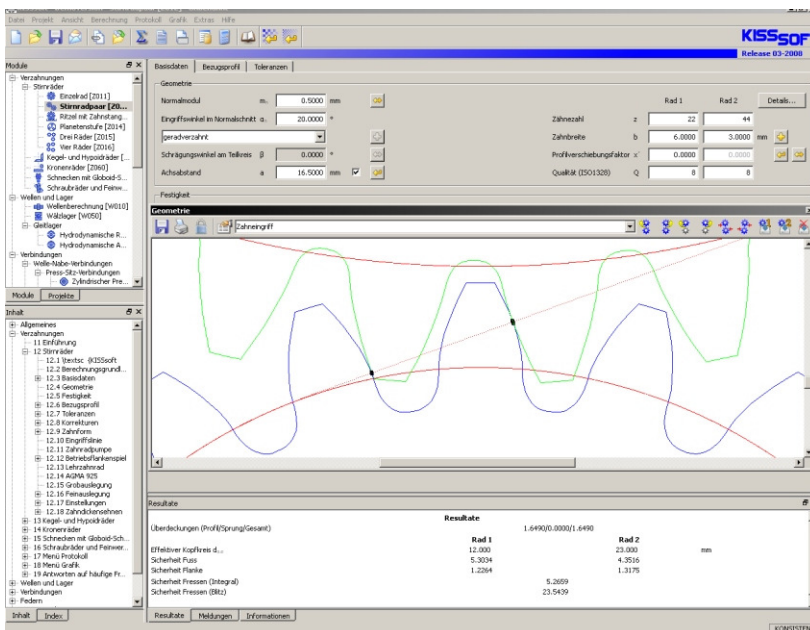 Datei Projekt Ansicht Berechnung Protokoll Grafik Extras Hilfe
KISSSOFT
Release 03-2008
Module
Verzahnungen
Stirnräder
Einzelrad [Z011]
Stirnradpaar [Z0...
Ritzel mit Zahnstang...
Planetenstufe [Z014]
Drei Räder [Z015]
Vier Räder [Z016]
Kegel- und Hypoidräder [...
Kronenräder [Z060]
Schnecken mit Globoid-S...
Schraubräder und Feinw...
Wellen und Lager
Wellenberechnung [W010]
Wälzlager [W050]
Gleitlager
Hydrodynamische R...
Hydrodynamische A...
Verbindungen
Welle-Nabe-Verbindungen
Press-Sitz-Verbindungen
Zylindrischer Pre...
Module Projekte
Inhalt
Allgemeines
Verzahnungen
11 Einführung
12 Stirnräder
12.1 \textsc {KISSsoft
12.2 Berechnungsgrund...
12.3 Basisdaten
12.4 Geometrie
12.5 Festigkeit
12.6 Bezugsprofil
12.7 Toleranzen
12.8 Korrekturen
12.9 Zahnform
12.10 Eingriffslinie
12.11 Zahnradpumpe
12.12 Betriebsflankenspiel
12.13 Lehrzahnrad
12.14 AGMA 925
12.15 Grobauslegung
12.16 Feinauslegung
12.17 Einstellungen
12.18 Zahndickensehnen
13 Kegel- und Hypoidräder
14 Kronenräder
15 Schnecken mit Globoid-Sch...
16 Schraubräder und Feinwer...
17 Menü Protokoll
18 Menü Grafik
19 Antworten auf häufige Fr...
Wellen und Lager
Verbindungen
Federn
Inhalt Index
Basisdaten Bezugsprofil Toleranzen
Geometrie
Normalmodul mₙ 0.5000 mm
Eingriffswinkel im Normalschnitt αₙ 20.0000 °
geradverzahnt
Schrägungswinkel am Teilkreis β 0.0000 °
Achsabstand a 16.5000 mm
Rad 1 Rad 2 Details...
Zähnezahl z 22 44
Zahnbreite b 6.0000 3.0000 mm
Profilverschiebungsfaktor x* 0.0000 0.0000
Qualität (ISO1328) Q 8 8
Festigkeit
Geometrie
Zahneingriff
Resultate
Resultate
Überdeckungen (Profil/Sprung/Gesamt) 1.6490/0.0000/1.6490
Rad 1 Rad 2
Effektiver Kopfkreis d... 12.000 23.000 mm
Sicherheit Fuss 5.3034 4.3516
Sicherheit Flanke 1.2264 1.3175
Sicherheit Fressen (Integral) 5.2659
Sicherheit Fressen (Blitz) 23.5439
Resultate Meldungen Informationen
KONSISTEN